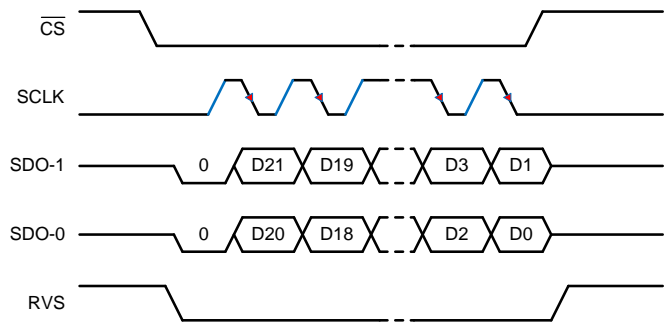 CS
SCLK
SDO-1 0 D21 D19 D3 D1
SDO-0 0 D20 D18 D2 D0
RVS